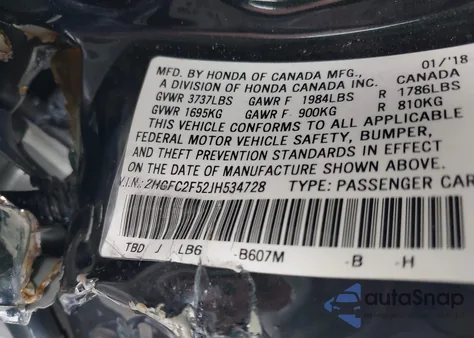 MFD. BY HONDA OF CANADA MFG., 01/'18
A DIVISION OF HONDA CANADA INC. CANADA
GVWR 3737LBS GAWR F 1984LBS R 1786LBS
GVWR 1695KG GAWR F 900KG R 810KG
THIS VEHICLE CONFORMS TO ALL APPLICABLE
FEDERAL MOTOR VEHICLE SAFETY, BUMPER,
AND THEFT PREVENTION STANDARDS IN EFFECT
ON THE DATE OF MANUFACTURE SHOWN ABOVE.
V.I.N.: 2HGFC2F52JH534728 TYPE: PASSENGER CAR
TBD J -LB6 -B607M -B -H
autoSnap